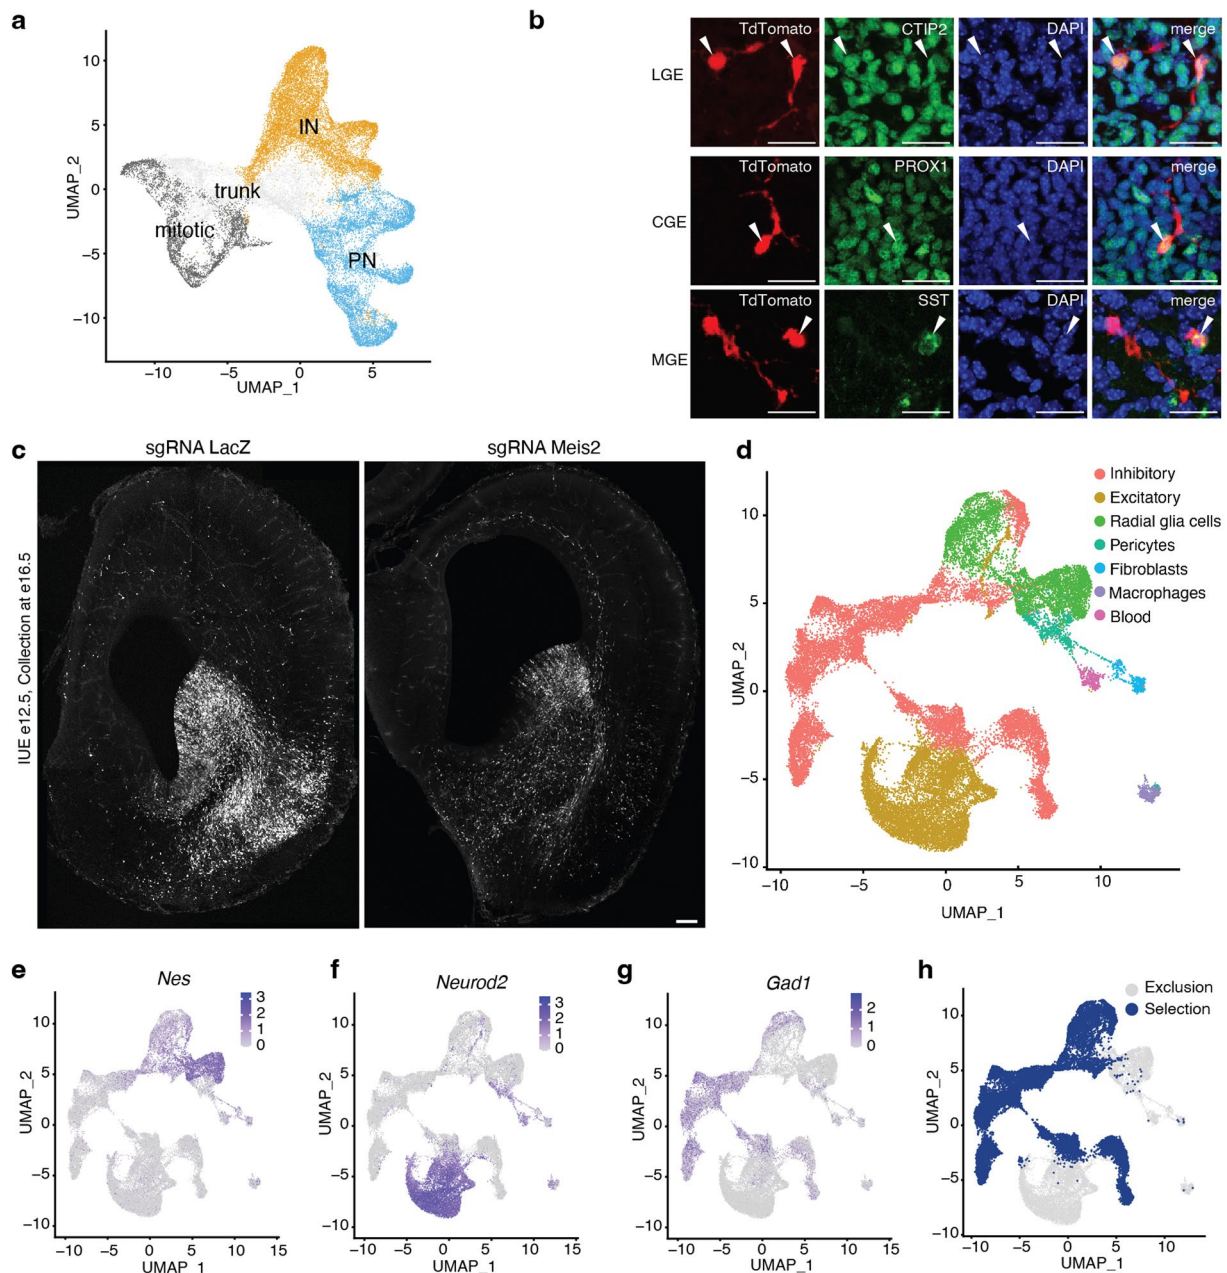 a
UMAP_2
10
5
0
−5
−10
IN
trunk
mitotic
PN
−10 −5 0 5
UMAP_1
b
TdTomato CTIP2 DAPI merge
LGE
TdTomato PROX1 DAPI merge
CGE
TdTomato SST DAPI merge
MGE
c
sgRNA LacZ sgRNA Meis2
IUE e12.5, Collection at e16.5
d
Inhibitory
Excitatory
Radial glia cells
Pericytes
Fibroblasts
Macrophages
Blood
UMAP_2
10
5
0
−5
−10
−10 −5 0 5 10
UMAP_1
e
Nes
3
2
1
0
UMAP_2
10
5
0
−5
−10
−10 −5 0 5 10 15
UMAP_1
f
Neurod2
3
2
1
0
UMAP_2
10
5
0
−5
−10
−10 −5 0 5 10 15
UMAP_1
g
Gad1
2
1
0
UMAP_2
10
5
0
−5
−10
−10 −5 0 5 10 15
UMAP_1
h
Exclusion
Selection
UMAP_2
10
5
0
−5
−10
−10 −5 0 5 10
UMAP_1